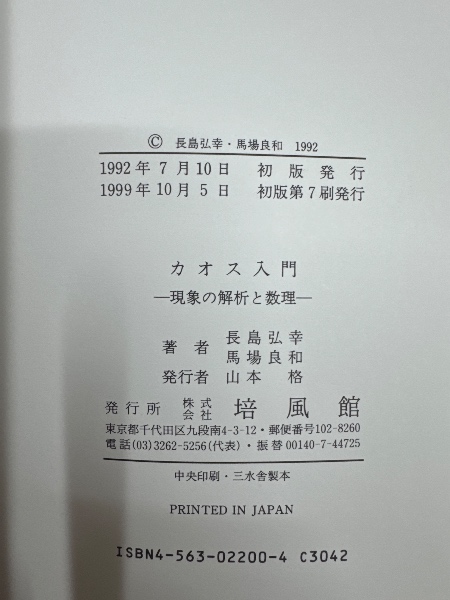 © 長島弘幸・馬場良和 1992
1992年7月10日 初版発行
1999年10月5日 初版第7刷発行
カオス入門
—現象の解析と数理—
著者 長島弘幸
馬場良和
発行者 山本格
発行所 株式会社 培風館
東京都千代田区九段南4-3-12・郵便番号102-8260
電話(03)3262-5256(代表)・振替00140-7-44725
中央印刷・三水舎製本
PRINTED IN JAPAN
ISBN4-563-02200-4 C3042